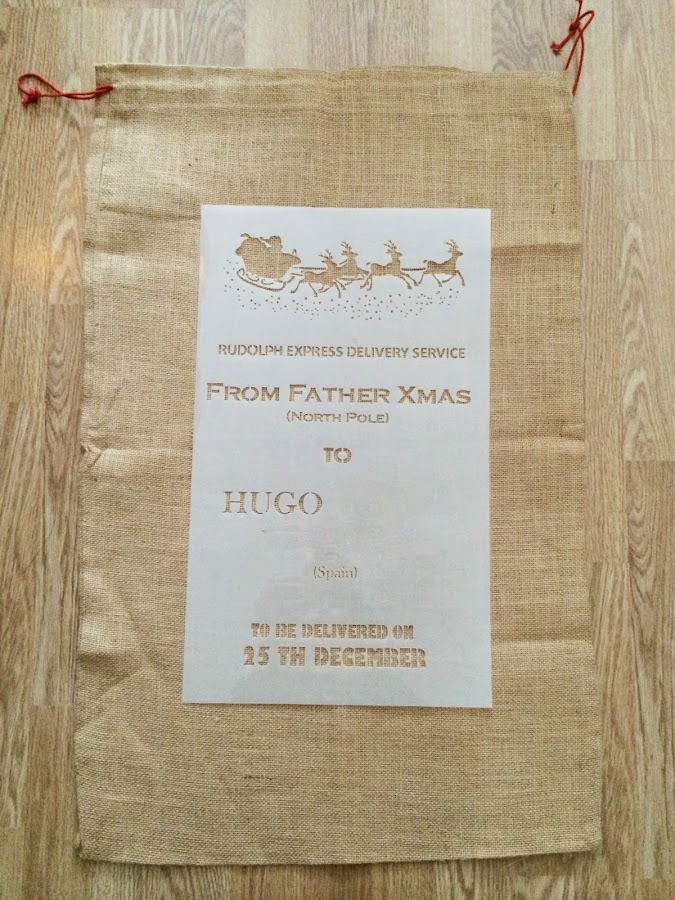 RUDOLPH EXPRESS DELIVERY SERVICE
FROM FATHER XMAS
(NORTH POLE)
TO
HUGO
(Spain)
TO BE DELIVERED ON
25 TH DECEMBER